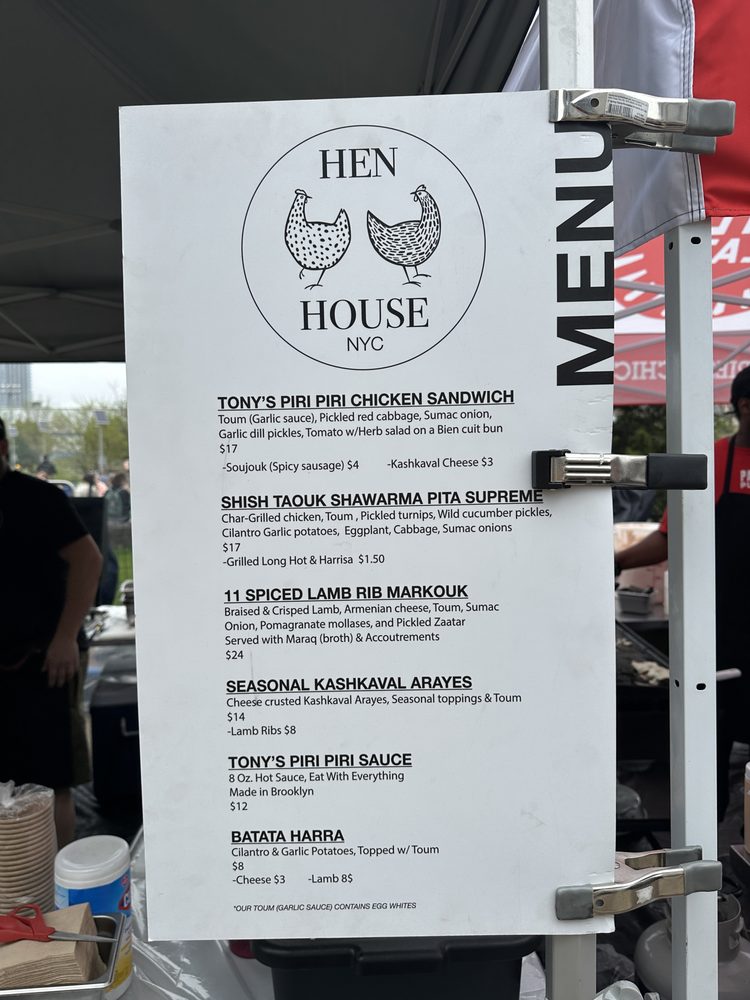 HEN
HOUSE
NYC
MENU
TONY'S PIRI PIRI CHICKEN SANDWICH
Toum (Garlic sauce), Pickled red cabbage, Sumac onion,
Garlic dill pickles, Tomato w/Herb salad on a Bien cuit bun
$17
-Soujouk (Spicy sausage) $4 -Kashkaval Cheese $3
SHISH TAOUK SHAWARMA PITA SUPREME
Char-Grilled chicken, Toum , Pickled turnips, Wild cucumber pickles,
Cilantro Garlic potatoes, Eggplant, Cabbage, Sumac onions
$17
-Grilled Long Hot & Harrisa $1.50
11 SPICED LAMB RIB MARKOUK
Braised & Crisped Lamb, Armenian cheese, Toum, Sumac
Onion, Pomagranate mollases, and Pickled Zaatar
Served with Maraq (broth) & Accoutrements
$24
SEASONAL KASHKAVAL ARAYES
Cheese crusted Kashkaval Arayes, Seasonal toppings & Toum
$14
-Lamb Ribs $8
TONY'S PIRI PIRI SAUCE
8 Oz. Hot Sauce, Eat With Everything
Made in Brooklyn
$12
BATATA HARRA
Cilantro & Garlic Potatoes, Topped w/ Toum
$8
-Cheese $3 -Lamb 8$
*OUR TOUM (GARLIC SAUCE) CONTAINS EGG WHITES